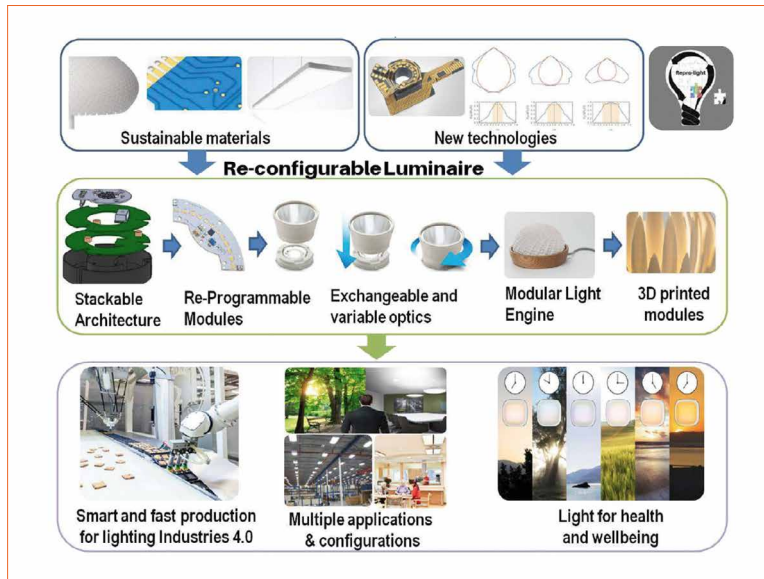 Repro-light
Sustainable materials
New technologies
Re-configurable Luminaire
Stackable
Architecture
Re-Programmable
Modules
Exchangeable and
variable optics
Modular Light
Engine
3D printed
modules
Smart and fast production
for lighting Industries 4.0
Multiple applications
& configurations
Light for health
and wellbeing